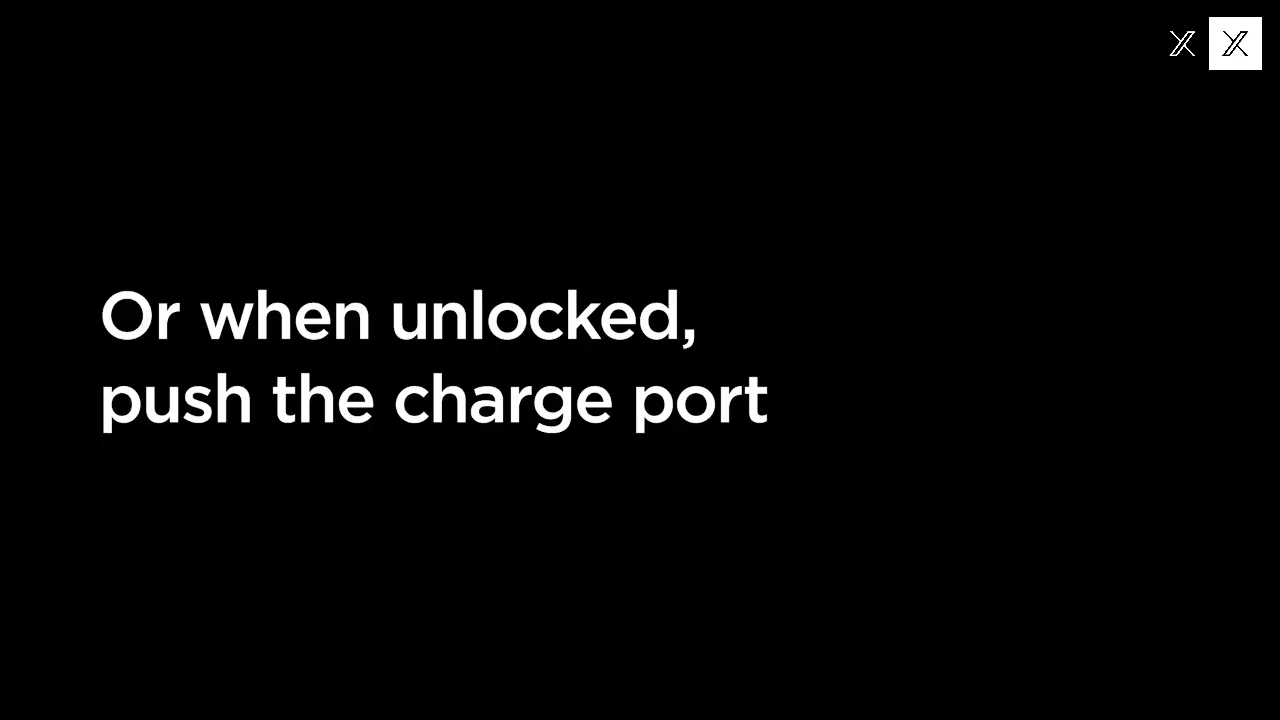 Or when unlocked,
push the charge port